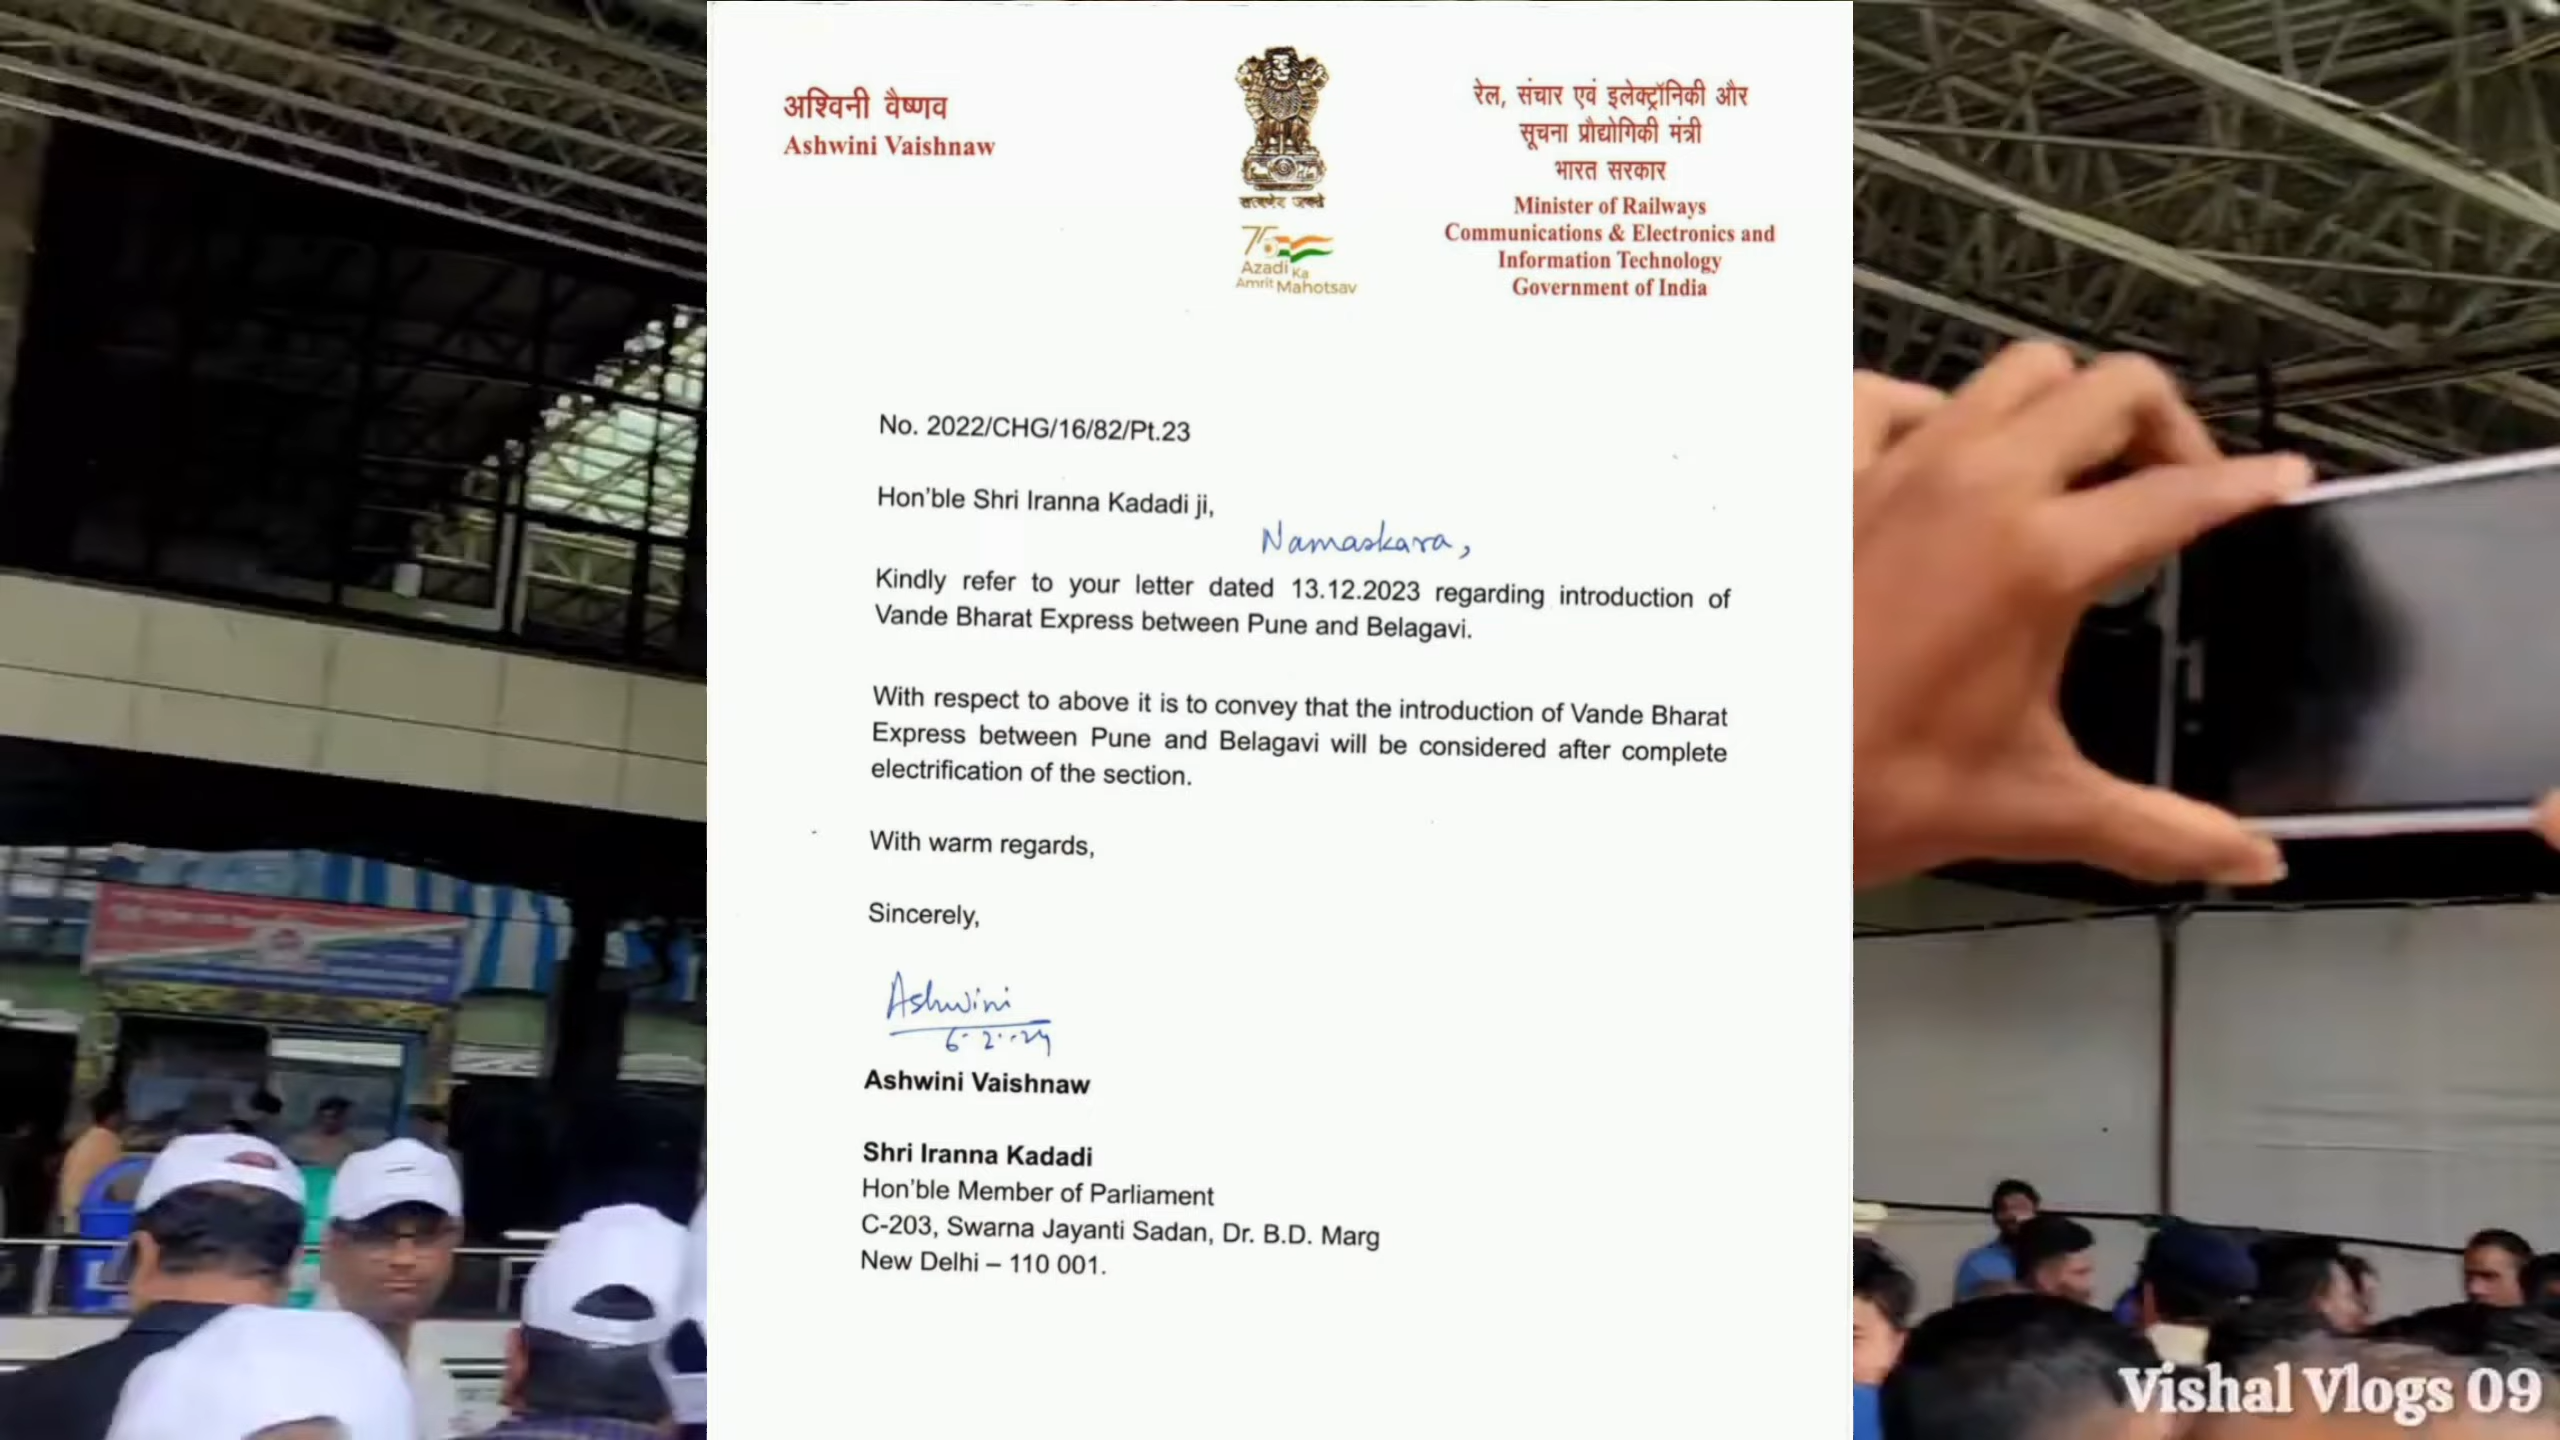 अश्विनी वैष्णव
Ashwini Vaishnaw
सत्यमेव जयते
75
Azadi Ka
Amrit Mahotsav
रेल, संचार एवं इलेक्ट्रॉनिकी और
सूचना प्रौद्योगिकी मंत्री
भारत सरकार
Minister of Railways
Communications & Electronics and
Information Technology
Government of India
No. 2022/CHG/16/82/Pt.23
Hon'ble Shri Iranna Kadadi ji,
Namaskara,
Kindly refer to your letter dated 13.12.2023 regarding introduction of
Vande Bharat Express between Pune and Belagavi.
With respect to above it is to convey that the introduction of Vande Bharat
Express between Pune and Belagavi will be considered after complete
electrification of the section.
With warm regards,
Sincerely,
Ashwini
6.2.24
Ashwini Vaishnaw
Shri Iranna Kadadi
Hon'ble Member of Parliament
C-203, Swarna Jayanti Sadan, Dr. B.D. Marg
New Delhi – 110 001.
Vishal Vlogs 09